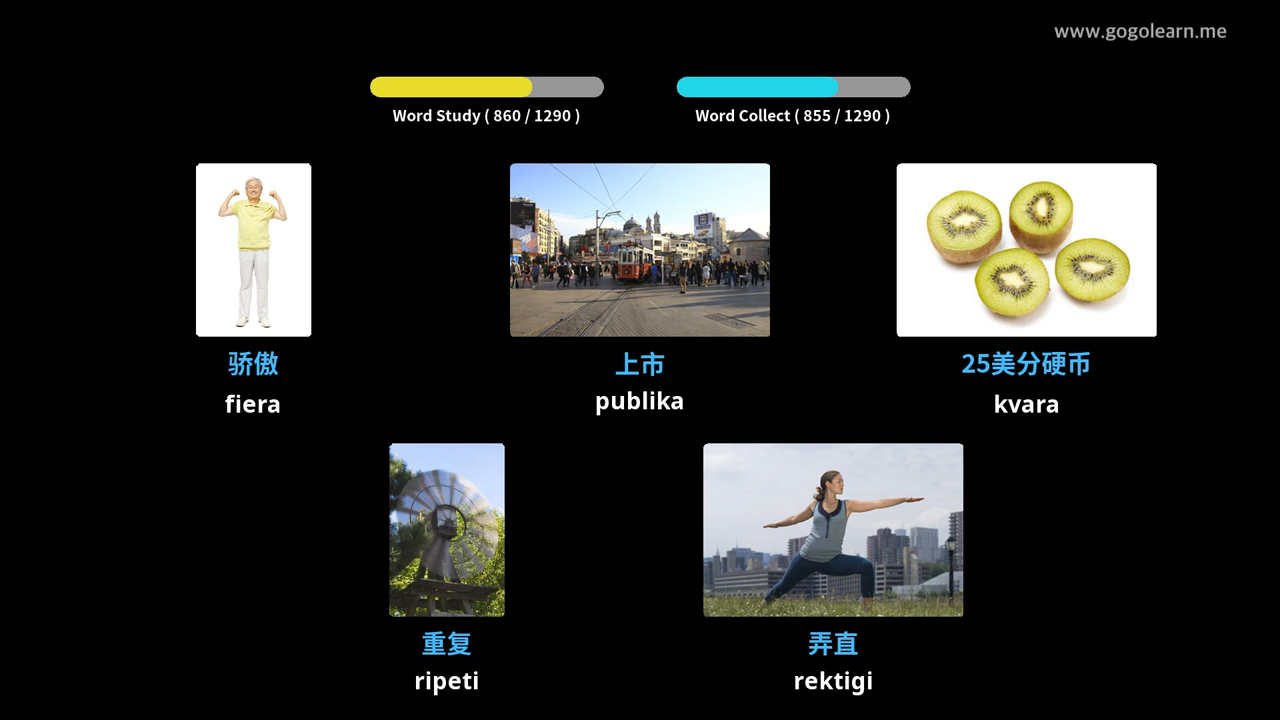 www.gogolearn.me
Word Study ( 860 / 1290 )
Word Collect ( 855 / 1290 )
骄傲
fiera
上市
publika
25美分硬币
kvara
重复
ripeti
弄直
rektigi